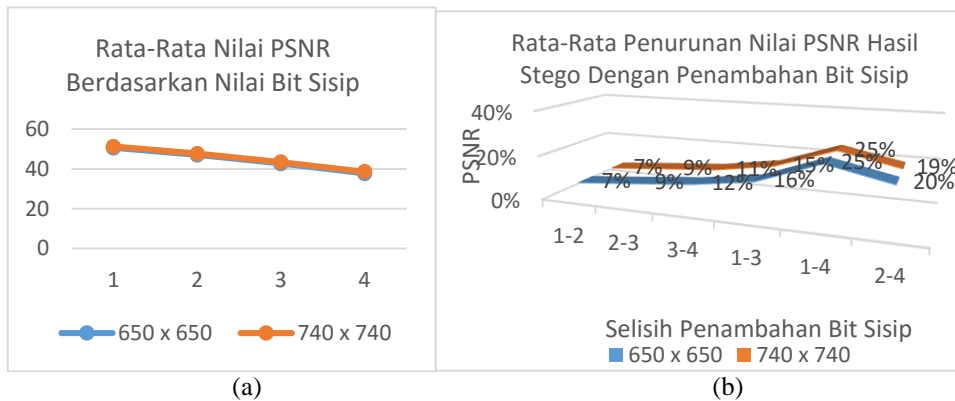 Rata-Rata Nilai PSNR
Berdasarkan Nilai Bit Sisip
60
40
20
0
1 2 3 4
650 x 650 740 x 740
(a)
Rata-Rata Penurunan Nilai PSNR Hasil
Stego Dengan Penambahan Bit Sisip
PSNR
40%
20%
0%
7% 9% 11% 15% 25% 19%
7% 9% 12% 16% 25% 20%
1-2 2-3 3-4 1-3 1-4 2-4
Selisih Penambahan Bit Sisip
650 x 650 740 x 740
(b)